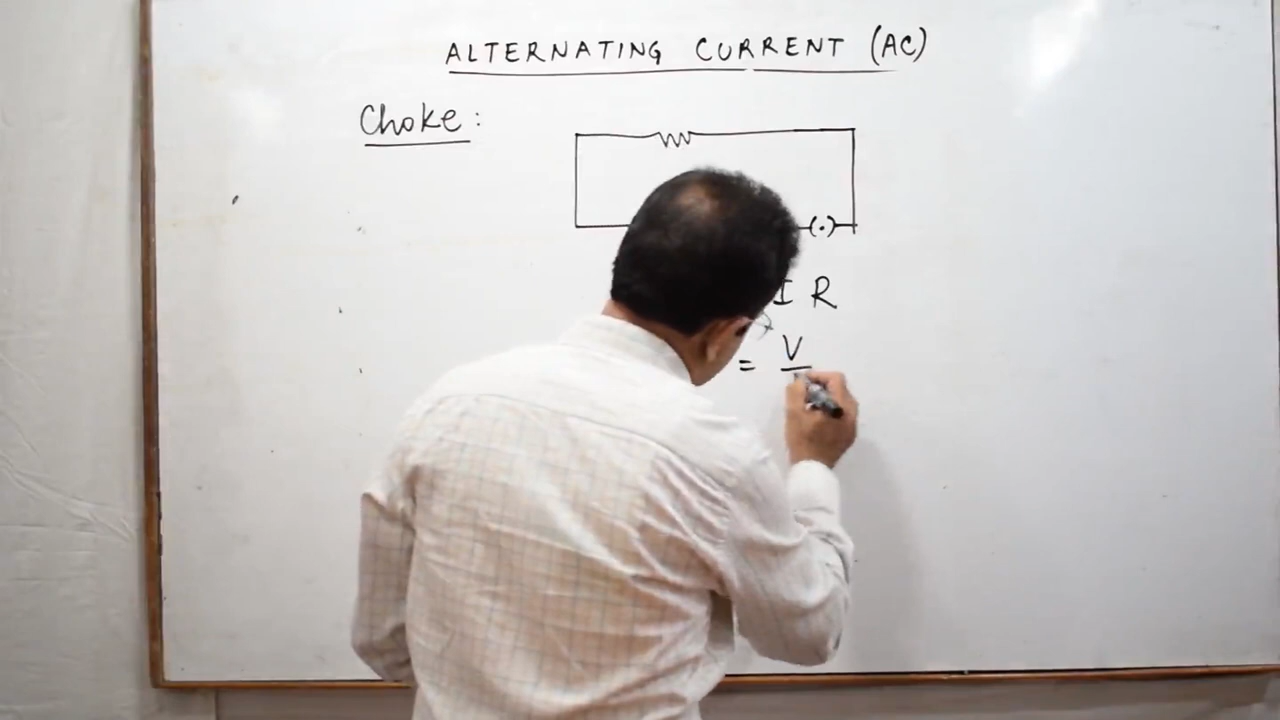 ALTERNATING CURRENT (AC)
Choke:
I R
= V